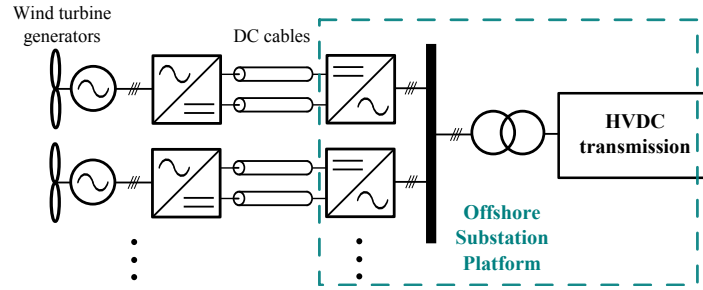 Wind turbine
generators
DC cables
HVDC
transmission
Offshore
Substation
Platform